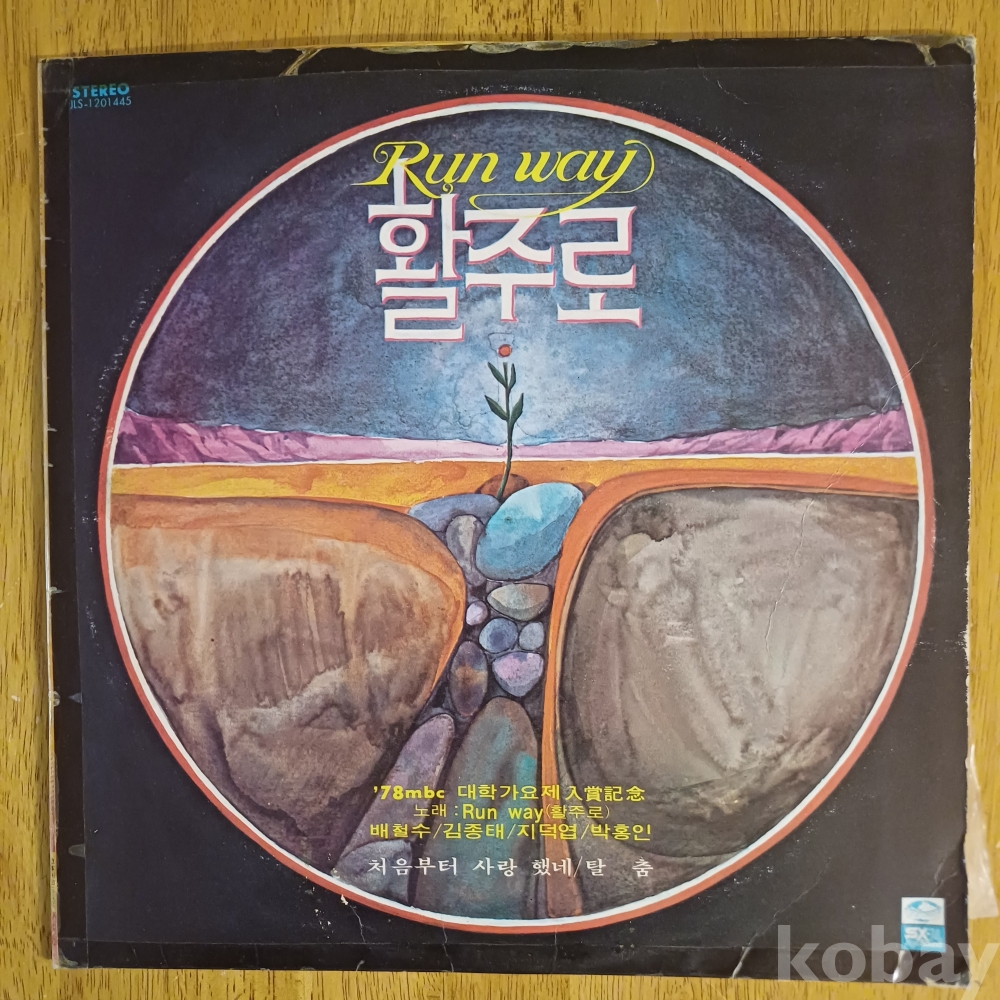 STEREO
JLS-1201445
Run way
활주로
'78mbc 대학가요제入賞記念
노래 : Run way(활주로)
배철수/김종태/지덕엽/박홍인
처음부터 사랑 했네/탈 춤
kobay